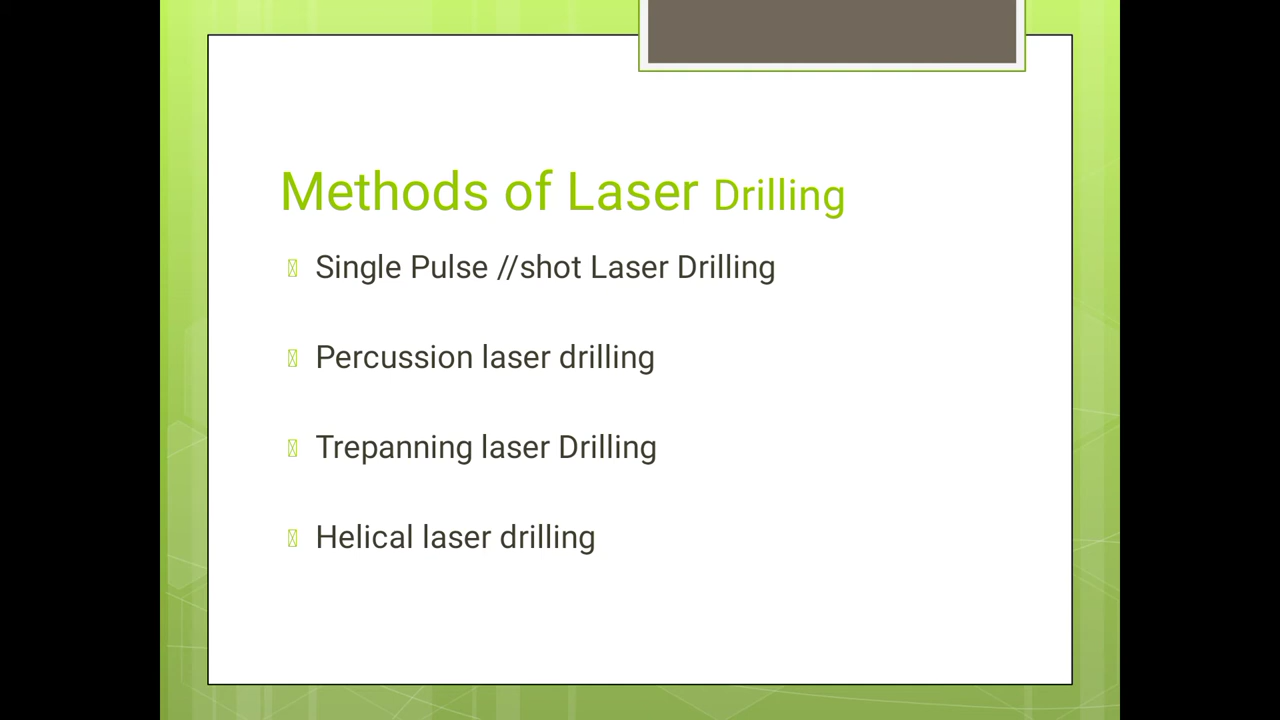 Methods of Laser Drilling
Single Pulse //shot Laser Drilling
Percussion laser drilling
Trepanning laser Drilling
Helical laser drilling